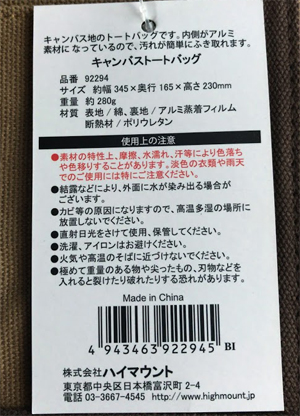 キャンバス地のトートバッグです。内側がアルミ
素材になっているので、汚れが簡単にふき取れます。
キャンバストートバッグ
品番 92294
サイズ 約幅 345×奥行 165×高さ 230mm
重量 約 280g
材質 表地 / 綿、裏地 / アルミ蒸着フィルム
断熱材 / ポリウレタン
使用上の注意
●素材の特性上、摩擦、水濡れ、汗等により色落ち
や色移りすることがあります。淡色の衣類や雨天
でのご使用には特にご注意ください。
●結露などにより、外面に水が染み出る場合が
ございます。
●カビ等の原因になりますので、高温多湿の場所に
放置しないでください。
●直射日光をさけて使用、保管してください。
●洗濯、アイロンはお避けください。
●火気や高温のそばに近づけないでください。
●極めて重量のある物や尖ったもの、刃物などを
入れると裂けたり破れたりする恐れがあります。
Made in China
4 943463 922945 BI
株式会社ハイマウント
東京都中央区日本橋富沢町 2-4
電話 03-3667-4545 http://www.highmount.jp/